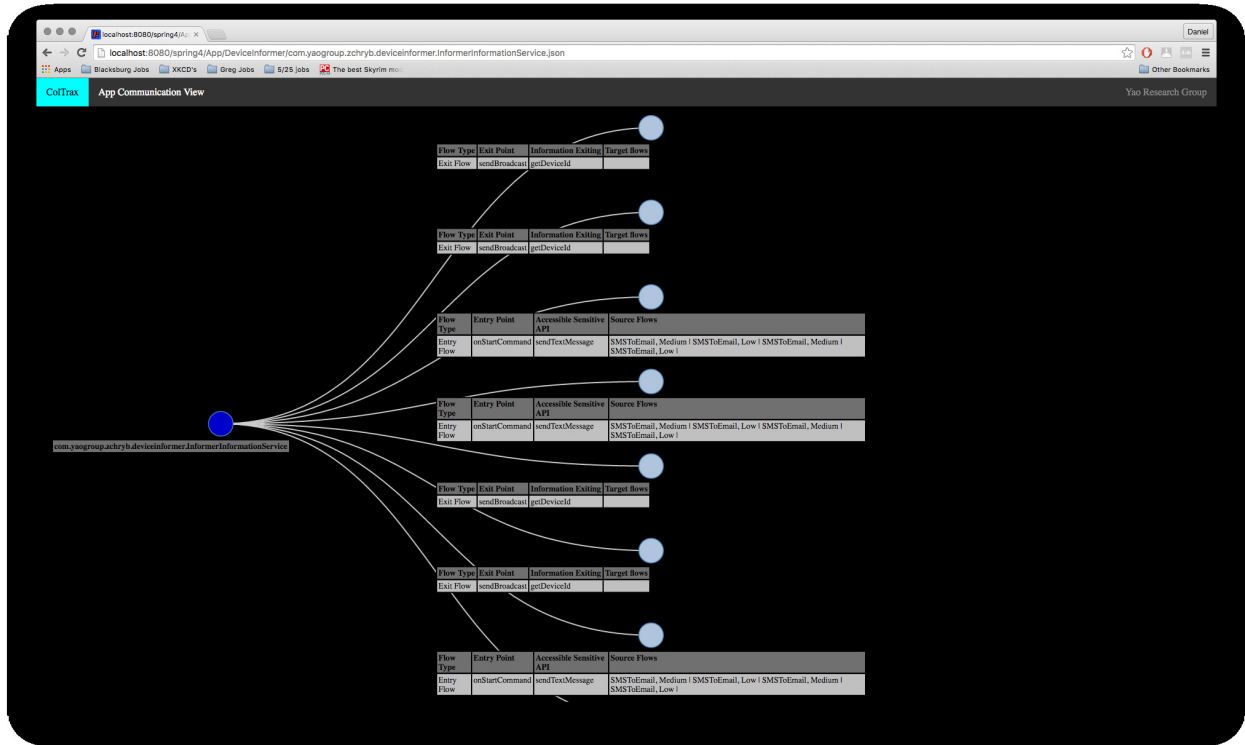 localhost:8080/spring4/Ap
Daniel
localhost:8080/spring4/App/DeviceInformer/com.yaogroup.zchryb.deviceinformer.InformerInformationService.json
Apps Blacksburg Jobs XKCD's Greg Jobs 5/25 jobs The best Skyrim mo Other Bookmarks
ColTrax App Communication View Yao Research Group
Flow Type Exit Point Information Exiting Target flows
Exit Flow sendBroadcast getDeviceId
Flow Type Exit Point Information Exiting Target flows
Exit Flow sendBroadcast getDeviceId
Flow Type Entry Point Accessible Sensitive API Source Flows
Entry Flow onStartCommand sendTextMessage SMSToEmail, Medium | SMSToEmail, Low | SMSToEmail, Medium |
SMSToEmail, Low |
Flow Type Entry Point Accessible Sensitive API Source Flows
Entry Flow onStartCommand sendTextMessage SMSToEmail, Medium | SMSToEmail, Low | SMSToEmail, Medium |
SMSToEmail, Low |
com.yaogroup.zchryb.deviceinformer.InformerInformationService
Flow Type Exit Point Information Exiting Target flows
Exit Flow sendBroadcast getDeviceId
Flow Type Exit Point Information Exiting Target flows
Exit Flow sendBroadcast getDeviceId
Flow Type Entry Point Accessible Sensitive API Source Flows
Entry Flow onStartCommand sendTextMessage SMSToEmail, Medium | SMSToEmail, Low | SMSToEmail, Medium |
SMSToEmail, Low |